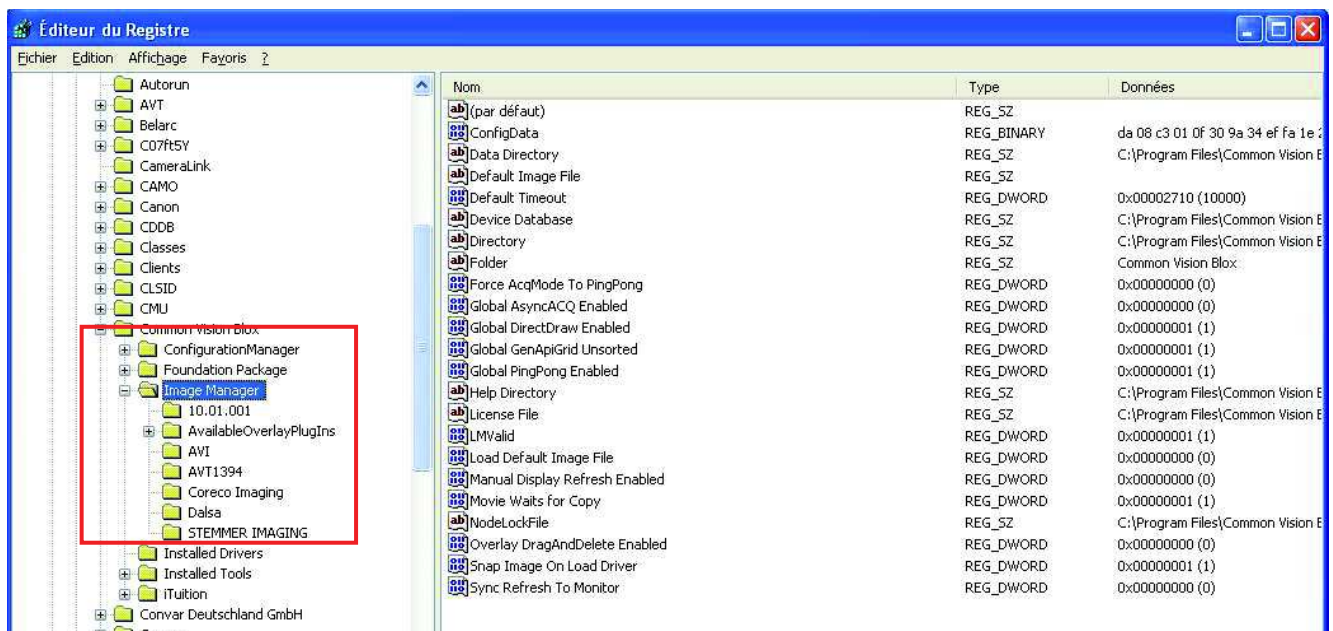 Éditeur du Registre
Fichier Edition Affichage Favoris ?
Autorun
AVT
Belarc
C07ft5Y
CameraLink
CAMO
Canon
CDDB
Classes
Clients
CLSID
CMU
Common Vision Blox
ConfigurationManager
Foundation Package
Image Manager
10.01.001
AvailableOverlayPlugIns
AVI
AVT1394
Coreco Imaging
Dalsa
STEMMER IMAGING
Installed Drivers
Installed Tools
iTuition
Convar Deutschland GmbH
Nom Type Données
(par défaut) REG_SZ
ConfigData REG_BINARY da 08 c3 01 0f 30 9a 34 ef fa 1e
Data Directory REG_SZ C:\Program Files\Common Vision
Default Image File REG_SZ
Default Timeout REG_DWORD 0x00002710 (10000)
Device Database REG_SZ C:\Program Files\Common Vision
Directory REG_SZ C:\Program Files\Common Vision
Folder REG_SZ Common Vision Blox
Force AcqMode To PingPong REG_DWORD 0x00000000 (0)
Global AsyncACQ Enabled REG_DWORD 0x00000000 (0)
Global DirectDraw Enabled REG_DWORD 0x00000001 (1)
Global GenApiGrid Unsorted REG_DWORD 0x00000001 (1)
Global PingPong Enabled REG_DWORD 0x00000001 (1)
Help Directory REG_SZ C:\Program Files\Common Vision
License File REG_SZ C:\Program Files\Common Vision
LMValid REG_DWORD 0x00000001 (1)
Load Default Image File REG_DWORD 0x00000000 (0)
Manual Display Refresh Enabled REG_DWORD 0x00000000 (0)
Movie Waits for Copy REG_DWORD 0x00000001 (1)
NodeLockFile REG_SZ C:\Program Files\Common Vision
Overlay DragAndDelete Enabled REG_DWORD 0x00000000 (0)
Snap Image On Load Driver REG_DWORD 0x00000001 (1)
Sync Refresh To Monitor REG_DWORD 0x00000000 (0)